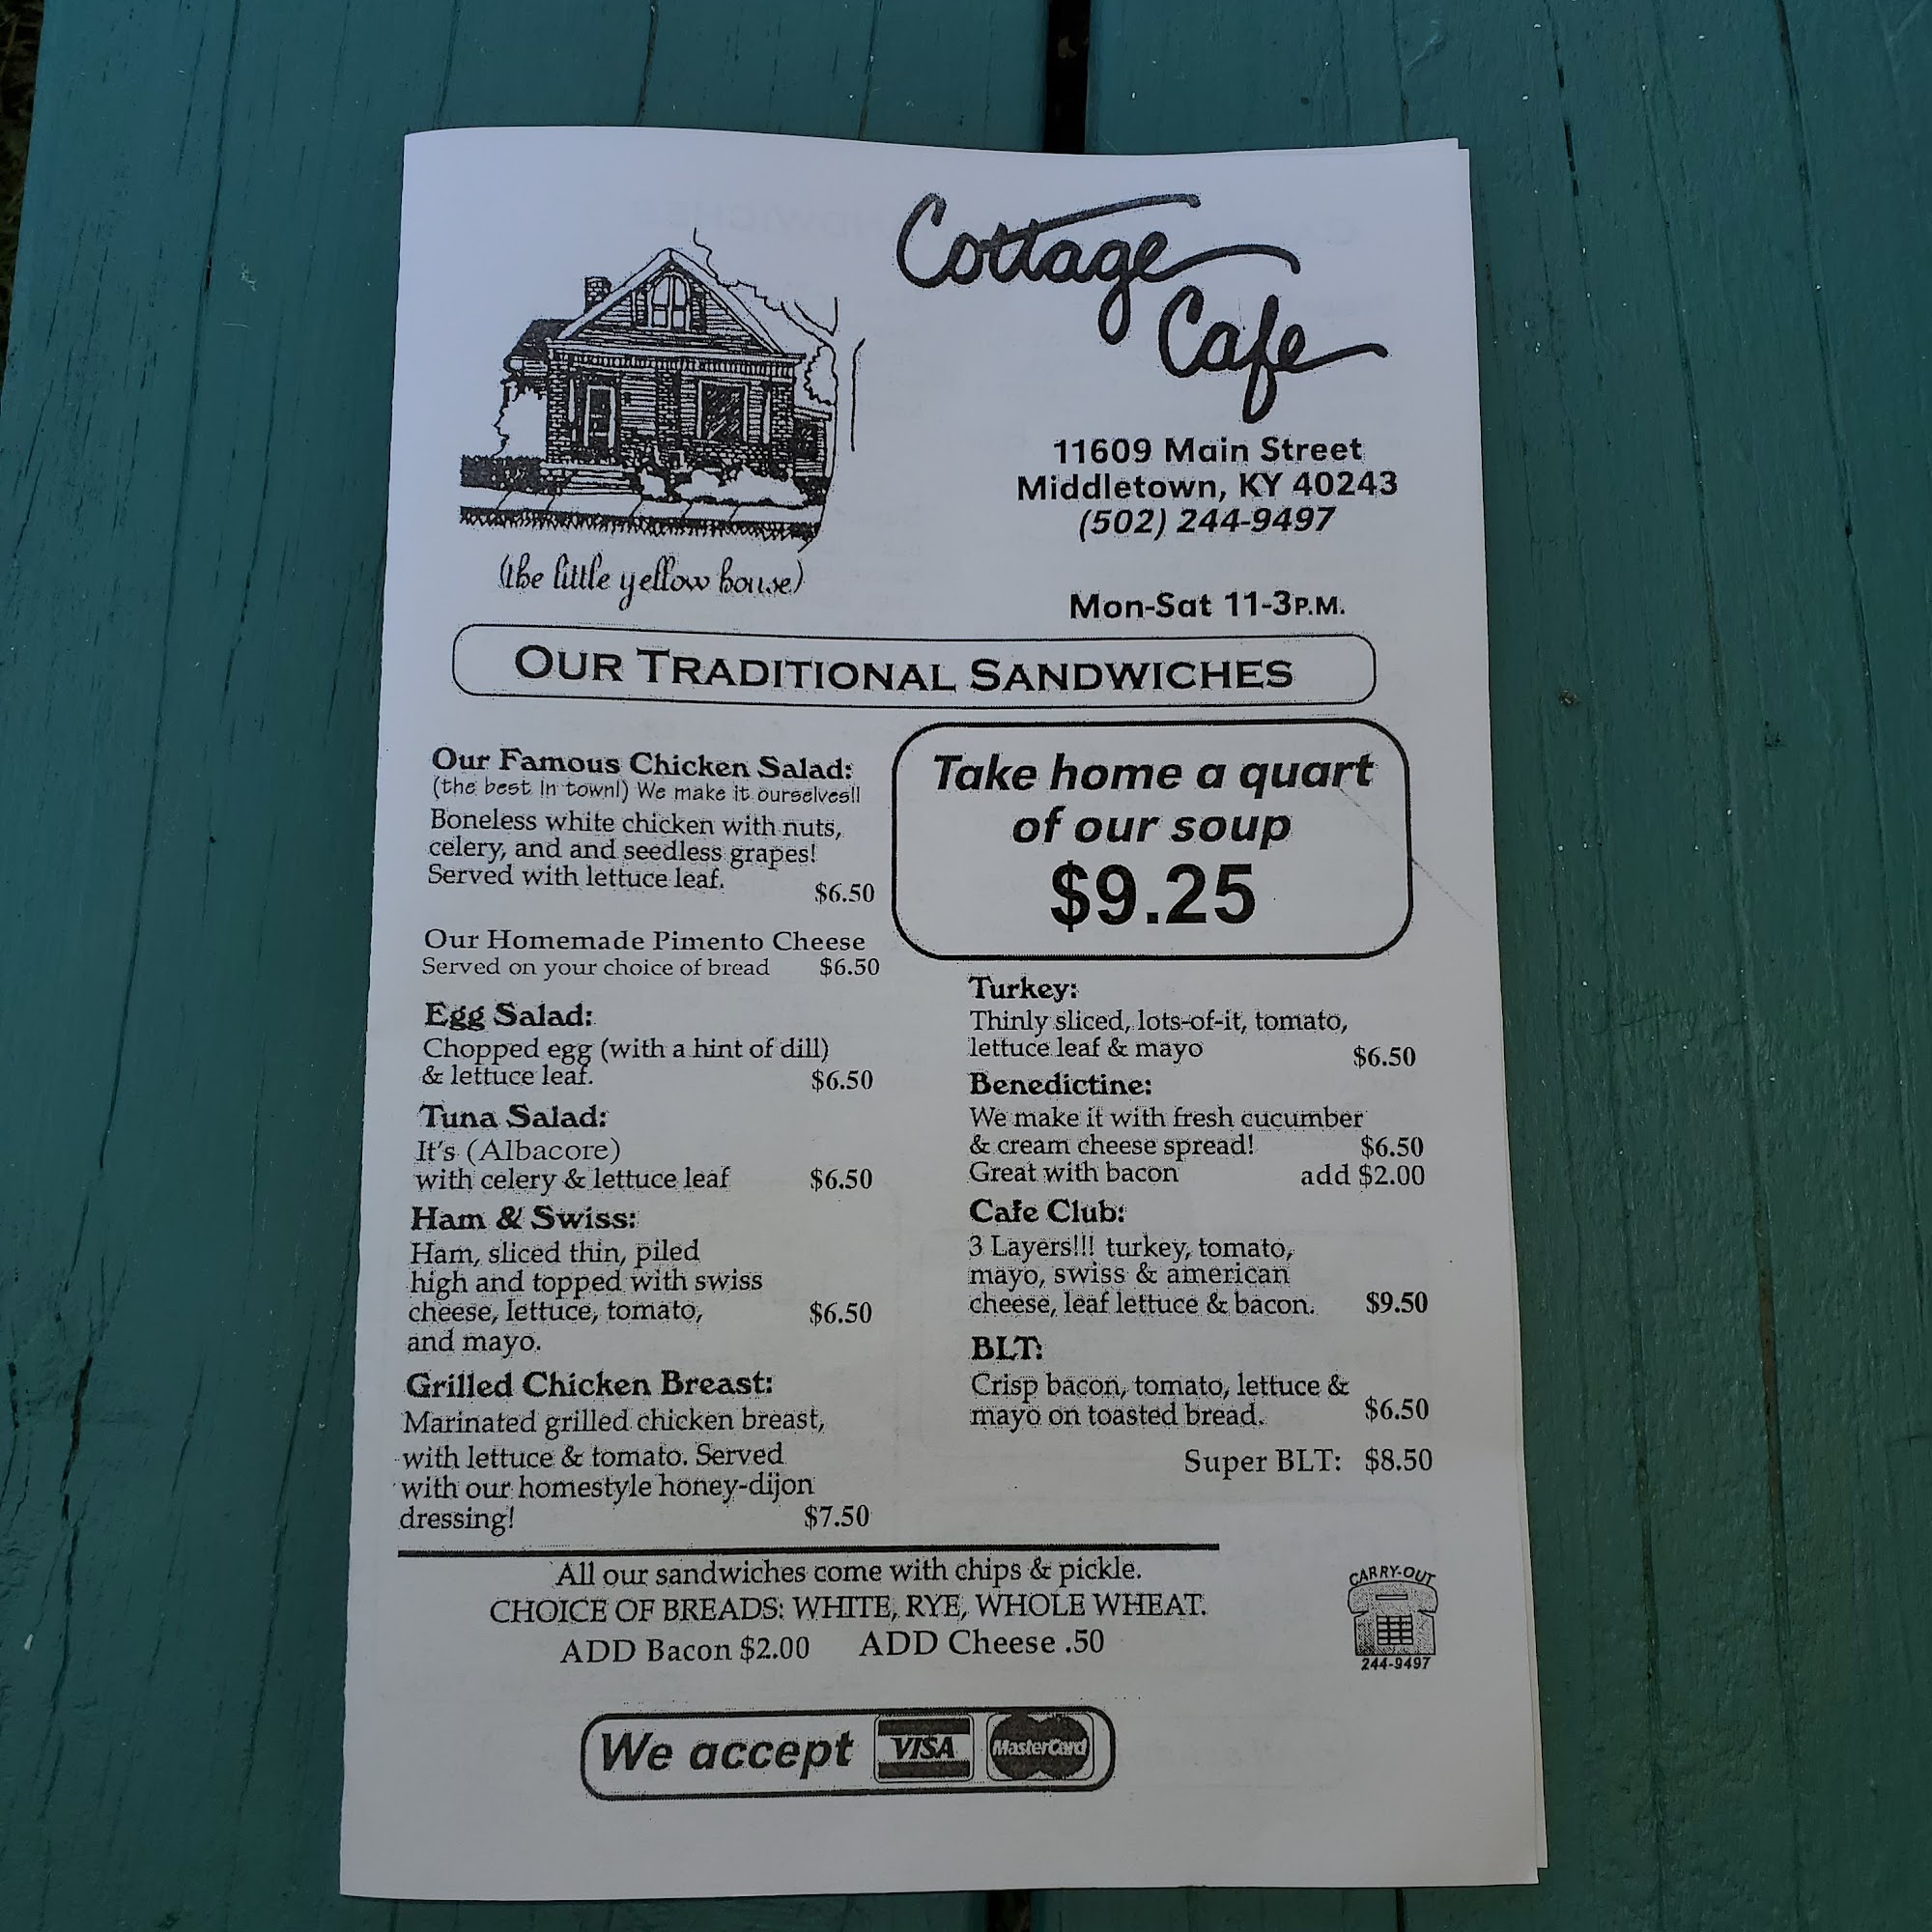 Cottage
Cafe
11609 Main Street
Middletown, KY 40243
(502) 244-9497
(the little yellow house)
Mon-Sat 11-3P.M.
OUR TRADITIONAL SANDWICHES
Our Famous Chicken Salad:
(the best in town!) We make it ourselves!!
Boneless white chicken with nuts,
celery, and and seedless grapes!
Served with lettuce leaf.
$6.50
Our Homemade Pimento Cheese
Served on your choice of bread $6.50
Egg Salad:
Chopped egg (with a hint of dill)
& lettuce leaf. $6.50
Tuna Salad:
It's (Albacore)
with celery & lettuce leaf $6.50
Ham & Swiss:
Ham, sliced thin, piled
high and topped with swiss
cheese, lettuce, tomato, $6.50
and mayo.
Grilled Chicken Breast:
Marinated grilled chicken breast,
with lettuce & tomato. Served
with our homestyle honey-dijon
dressing! $7.50
Take home a quart
of our soup
$9.25
Turkey:
Thinly sliced, lots-of-it, tomato,
lettuce leaf & mayo $6.50
Benedictine:
We make it with fresh cucumber
& cream cheese spread! $6.50
Great with bacon add $2.00
Cafe Club:
3 Layers!!! turkey, tomato,
mayo, swiss & american
cheese, leaf lettuce & bacon. $9.50
BLT:
Crisp bacon, tomato, lettuce &
mayo on toasted bread. $6.50
Super BLT: $8.50
All our sandwiches come with chips & pickle.
CHOICE OF BREADS: WHITE, RYE, WHOLE WHEAT.
ADD Bacon $2.00 ADD Cheese .50
CARRY-OUT
244-9497
We accept VISA MasterCard